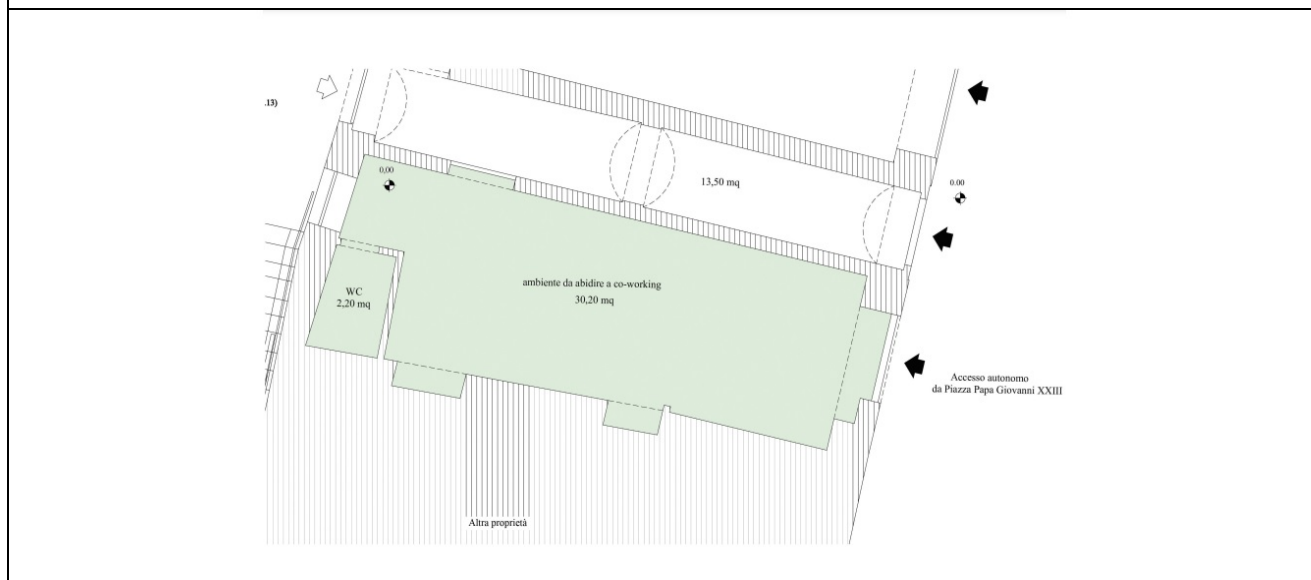 .13)
0,00
13,50 mq
0.00
ambiente da abidire a co-working
30,20 mq
WC
2,20 mq
Accesso autonomo
da Piazza Papa Giovanni XXIII
Altra proprietà